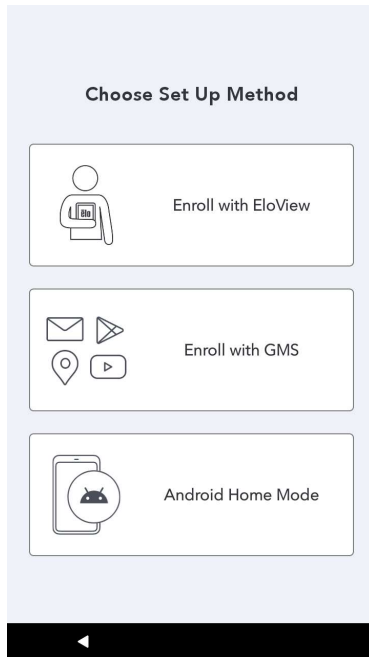 Choose Set Up Method
Elo
Enroll with EloView
Enroll with GMS
Android Home Mode